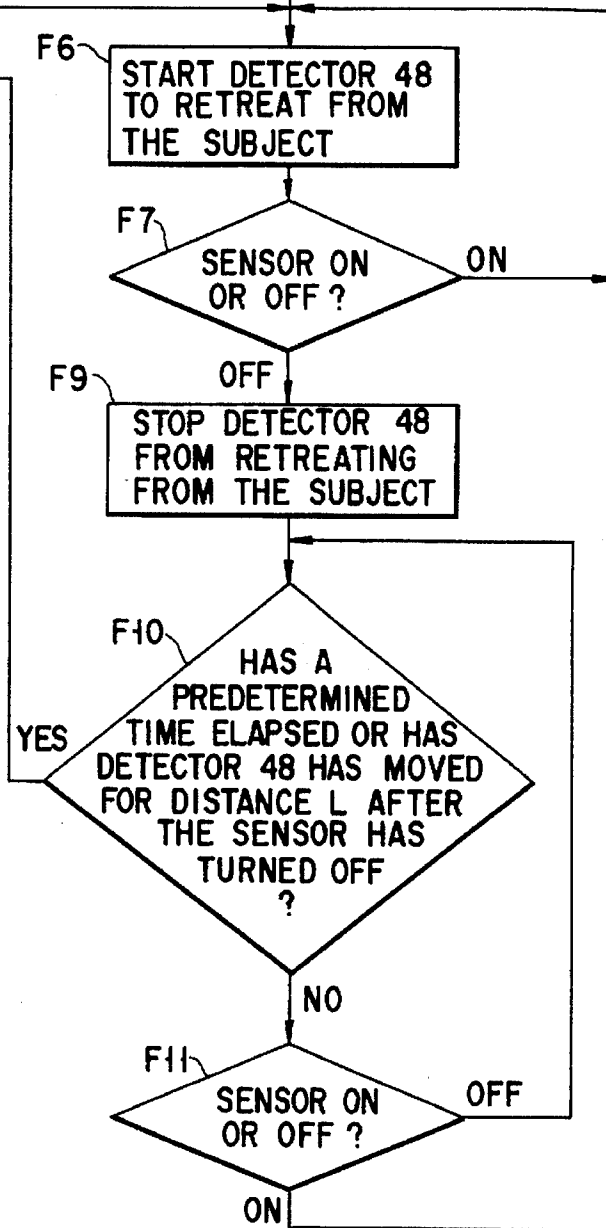 F6
START DETECTOR 48
TO RETREAT FROM
THE SUBJECT
F7
SENSOR ON
OR OFF ?
ON
OFF
F9
STOP DETECTOR 48
FROM RETREATING
FROM THE SUBJECT
F10
HAS A
PREDETERMINED
TIME ELAPSED OR HAS
DETECTOR 48 HAS MOVED
FOR DISTANCE L AFTER
THE SENSOR HAS
TURNED OFF
?
YES
NO
F11
SENSOR ON
OR OFF ?
OFF
ON